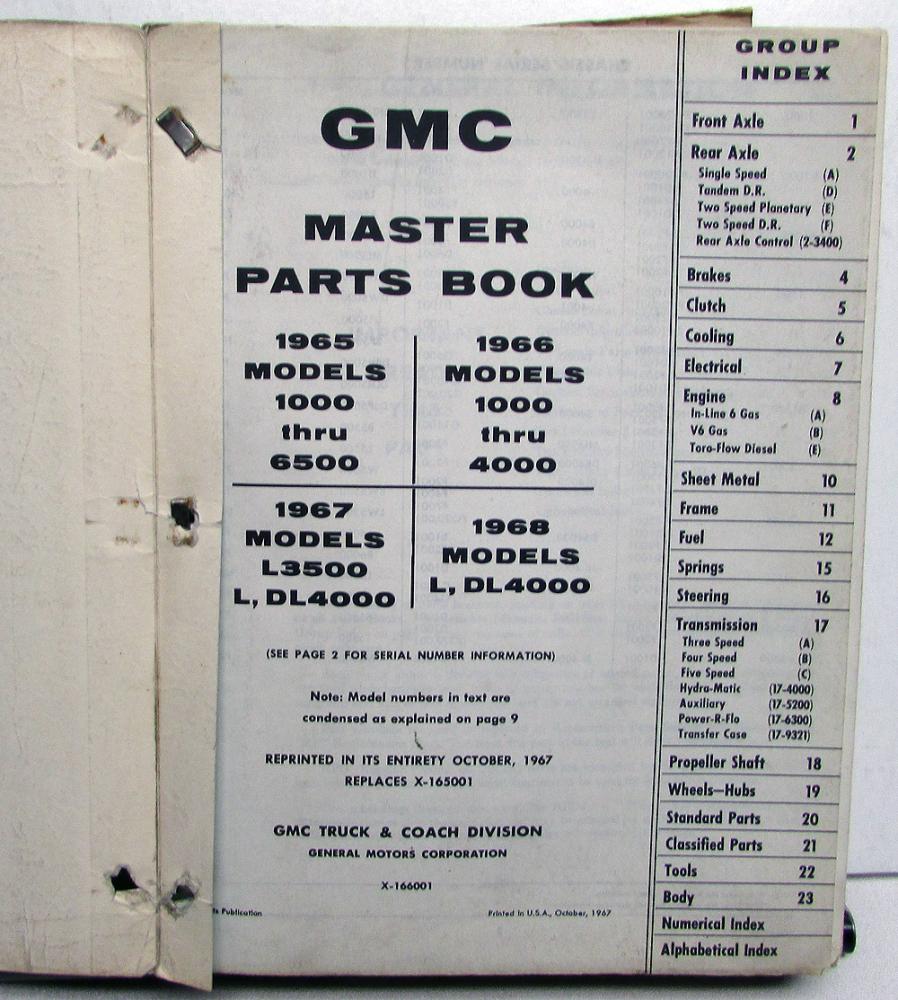 GMC
MASTER
PARTS BOOK
1965
MODELS
1000
thru
6500
1966
MODELS
1000
thru
4000
1967
MODELS
L3500
L, DL4000
1968
MODELS
L, DL4000
(SEE PAGE 2 FOR SERIAL NUMBER INFORMATION)
Note: Model numbers in text are
condensed as explained on page 9
REPRINTED IN ITS ENTIRETY OCTOBER, 1967
REPLACES X-165001
GMC TRUCK & COACH DIVISION
GENERAL MOTORS CORPORATION
X-166001
Publication
Printed in U.S.A., October, 1967
GROUP
INDEX
Front Axle 1
Rear Axle 2
Single Speed (A)
Tandem D.R. (D)
Two Speed Planetary (E)
Two Speed D.R. (F)
Rear Axle Control (2-3400)
Brakes 4
Clutch 5
Cooling 6
Electrical 7
Engine 8
In-Line 6 Gas (A)
V6 Gas (B)
Toro-Flow Diesel (E)
Sheet Metal 10
Frame 11
Fuel 12
Springs 15
Steering 16
Transmission 17
Three Speed (A)
Four Speed (B)
Five Speed (C)
Hydra-Matic (17-4000)
Auxiliary (17-5200)
Power-R-Flo (17-6300)
Transfer Case (17-9321)
Propeller Shaft 18
Wheels—Hubs 19
Standard Parts 20
Classified Parts 21
Tools 22
Body 23
Numerical Index
Alphabetical Index